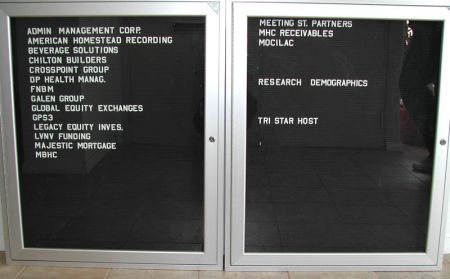 ADMIN MANAGEMENT CORP.
AMERICAN HOMESTEAD RECORDING
BEVERAGE SOLUTIONS
CHILTON BUILDERS
CROSSPOINT GROUP
DP HEALTH MANAG.
FNBM
GALEN GROUP
GLOBAL EQUITY EXCHANGES
GPS3
LEGACY EQUITY INVES.
LVNV FUNDING
MAJESTIC MORTGAGE
MBHC
MEETING ST. PARTNERS
MHC RECEIVABLES
MOCILAC
RESEARCH DEMOGRAPHICS
TRI STAR HOST